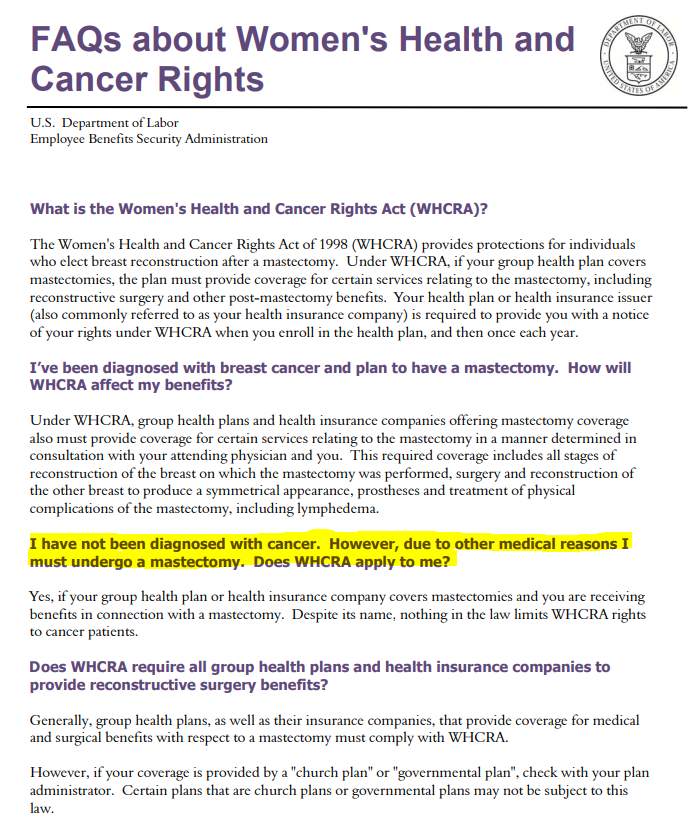 FAQs about Women's Health and
Cancer Rights
DEPARTMENT OF LABOR
UNITED STATES OF AMERICA
U.S. Department of Labor
Employee Benefits Security Administration
What is the Women's Health and Cancer Rights Act (WHCRA)?
The Women's Health and Cancer Rights Act of 1998 (WHCRA) provides protections for individuals
who elect breast reconstruction after a mastectomy. Under WHCRA, if your group health plan covers
mastectomies, the plan must provide coverage for certain services relating to the mastectomy, including
reconstructive surgery and other post-mastectomy benefits. Your health plan or health insurance issuer
(also commonly referred to as your health insurance company) is required to provide you with a notice
of your rights under WHCRA when you enroll in the health plan, and then once each year.
I've been diagnosed with breast cancer and plan to have a mastectomy. How will
WHCRA affect my benefits?
Under WHCRA, group health plans and health insurance companies offering mastectomy coverage
also must provide coverage for certain services relating to the mastectomy in a manner determined in
consultation with your attending physician and you. This required coverage includes all stages of
reconstruction of the breast on which the mastectomy was performed, surgery and reconstruction of
the other breast to produce a symmetrical appearance, prostheses and treatment of physical
complications of the mastectomy, including lymphedema.
I have not been diagnosed with cancer. However, due to other medical reasons I
must undergo a mastectomy. Does WHCRA apply to me?
Yes, if your group health plan or health insurance company covers mastectomies and you are receiving
benefits in connection with a mastectomy. Despite its name, nothing in the law limits WHCRA rights
to cancer patients.
Does WHCRA require all group health plans and health insurance companies to
provide reconstructive surgery benefits?
Generally, group health plans, as well as their insurance companies, that provide coverage for medical
and surgical benefits with respect to a mastectomy must comply with WHCRA.
However, if your coverage is provided by a "church plan" or "governmental plan", check with your plan
administrator. Certain plans that are church plans or governmental plans may not be subject to this
law.